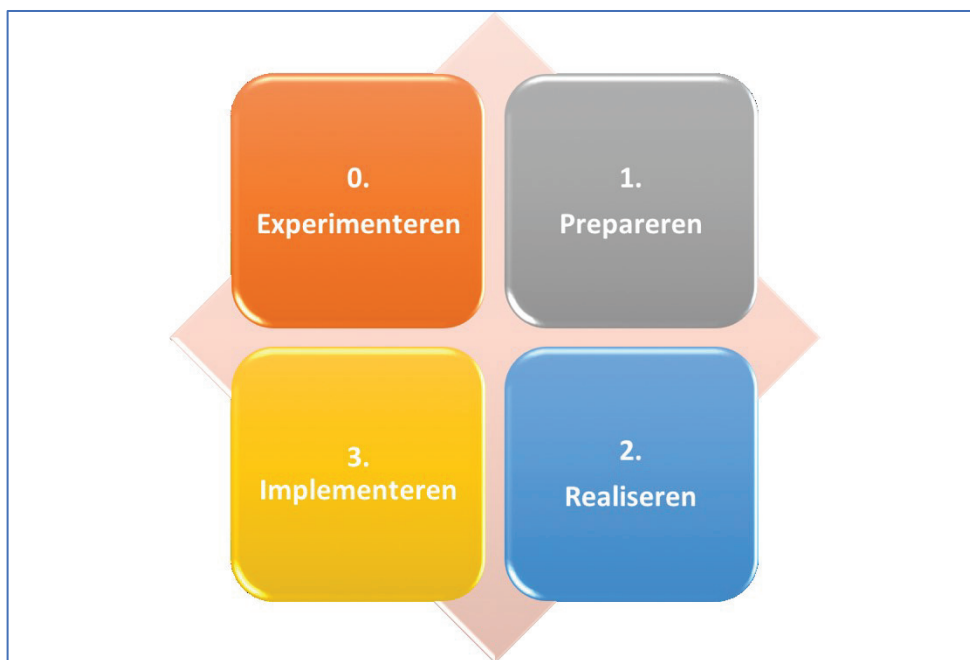 0.
Experimenteren
1.
Prepareren
3.
Implementeren
2.
Realiseren